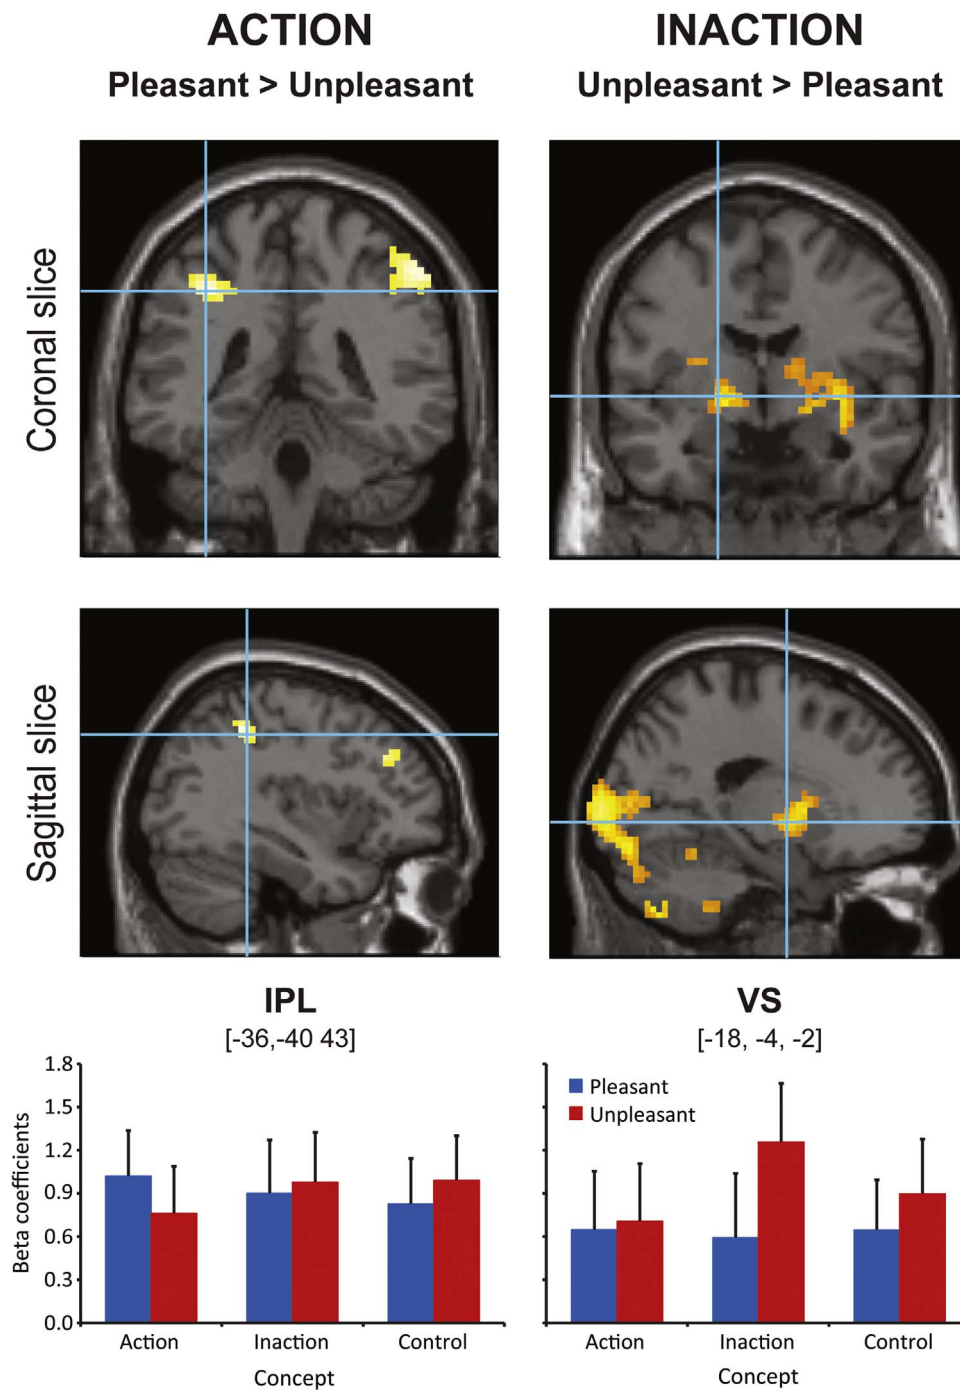 ACTION
Pleasant > Unpleasant
INACTION
Unpleasant > Pleasant
Coronal slice
Sagittal slice
IPL
[-36,-40 43]
VS
[-18, -4, -2]
Beta coefficients
1.8
1.5
1.2
0.9
0.6
0.3
0.0
Action
Inaction
Control
Concept
Pleasant
Unpleasant
Action
Inaction
Control
Concept